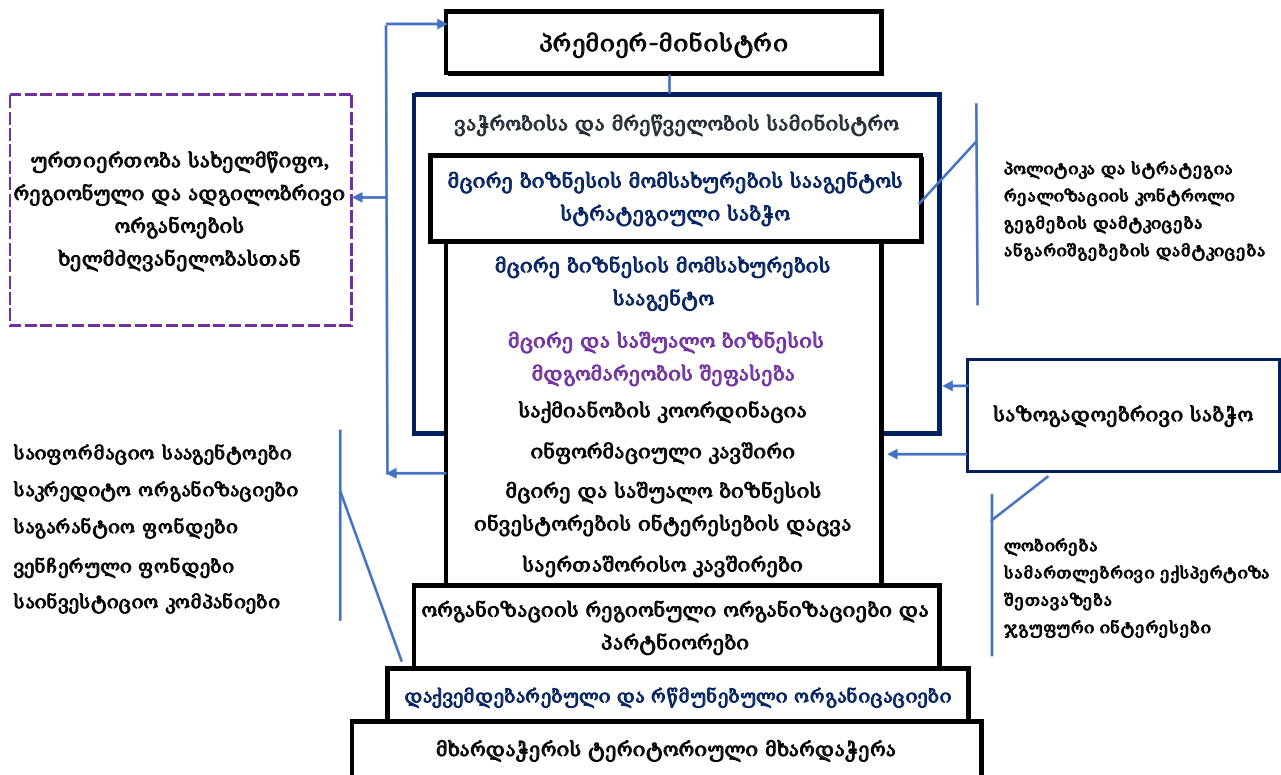 პრემიერ-მინისტრი
ვაჭრობისა და მრეწველობის სამინისტრო
მცირე ბიზნესის მომსახურების სააგენტოს
სტრატეგიული საბჭო
მცირე ბიზნესის მომსახურების
სააგენტო
მცირე და საშუალო ბიზნესის
მდგომარეობის შეფასება
საქმიანობის კოორდინაცია
ინფორმაციული კავშირი
მცირე და საშუალო ბიზნესის
ინვესტორების ინტერესების დაცვა
საერთაშორისო კავშირები
ორგანიზაციის რეგიონული ორგანიზაციები და
პარტნიორები
დაქვემდებარებული და რწმუნებული ორგანიცაციები
მხარდაჭერის ტერიტორიული მხარდაჭერა
ურთიერთობა სახელმწიფო,
რეგიონული და ადგილობრივი
ორგანოების
ხელმძღვანელობასთან
საიფორმაციო სააგენტოები
საკრედიტო ორგანიზაციები
საგარანტიო ფონდები
ვენჩერული ფონდები
საინვესტიციო კომპანიები
პოლიტიკა და სტრატეგია
რეალიზაციის კონტროლი
გეგმების დამტკიცება
ანგარიშგებების დამტკიცება
საზოგადოებრივი საბჭო
ლობირება
სამართლებრივი ექსპერტიზა
შეთავაზება
ჯგუფური ინტერესები